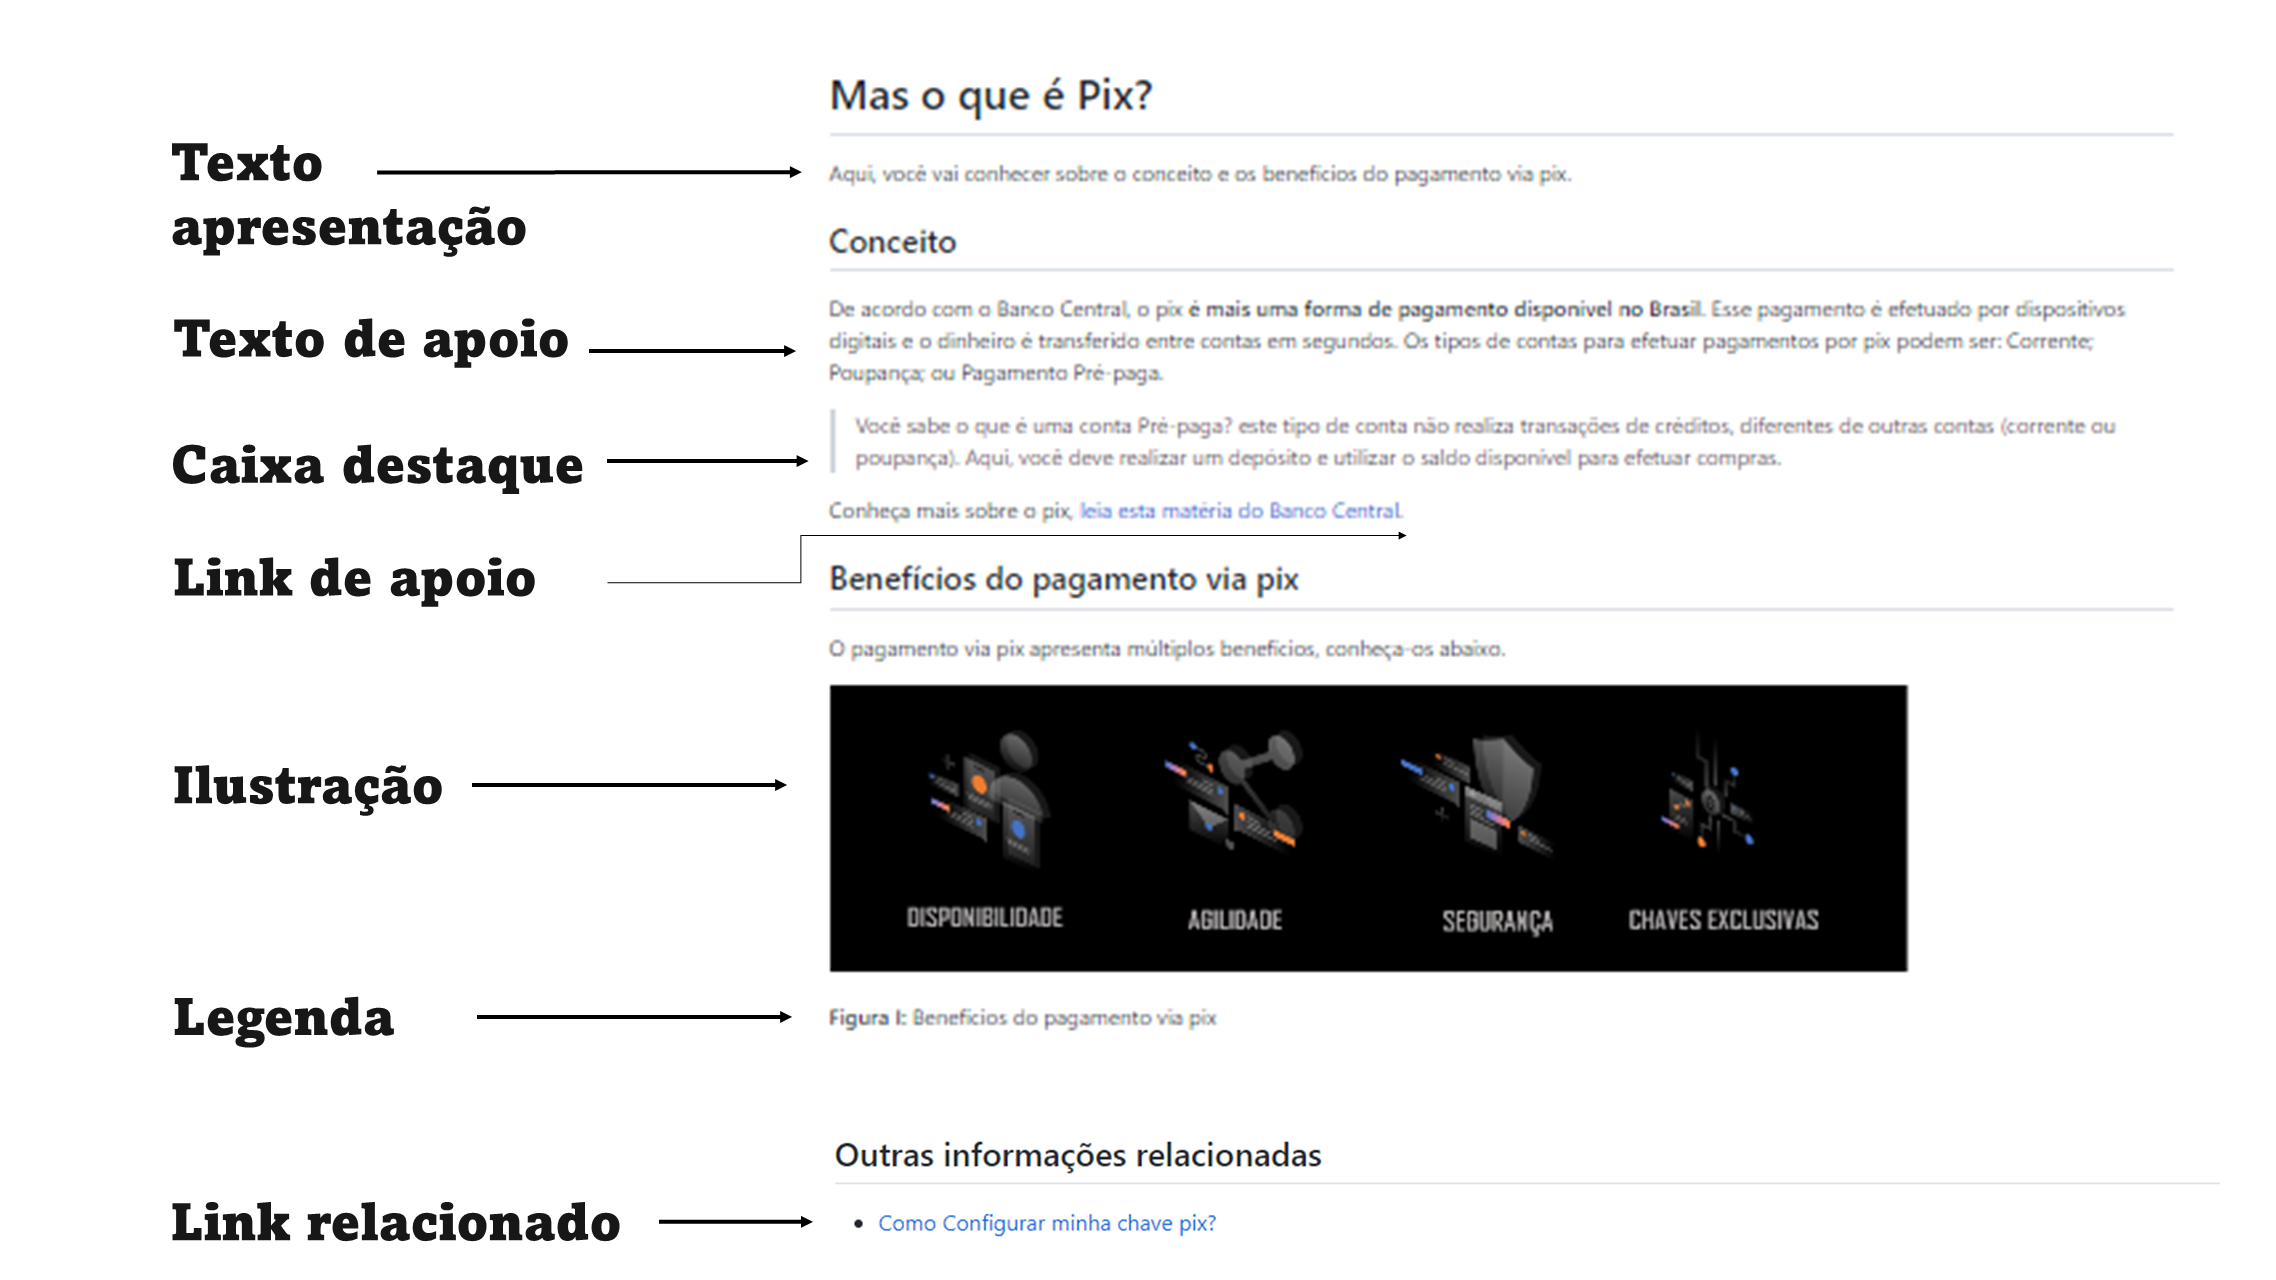 Mas o que é Pix?
Texto
apresentação
Aqui, você vai conhecer sobre o conceito e os benefícios do pagamento via pix.
Conceito
Texto de apoio
De acordo com o Banco Central, o pix é mais uma forma de pagamento disponível no Brasil. Esse pagamento é efetuado por dispositivos
digitais e o dinheiro é transferido entre contas em segundos. Os tipos de contas para efetuar pagamentos por pix podem ser: Corrente;
Poupança; ou Pagamento Pré-paga.
Caixa destaque
Você sabe o que é uma conta Pré-paga? este tipo de conta não realiza transações de créditos, diferentes de outras contas (corrente ou
poupança). Aqui, você deve realizar um depósito e utilizar o saldo disponível para efetuar compras.
Conheça mais sobre o pix, leia esta matéria do Banco Central.
Link de apoio
Benefícios do pagamento via pix
O pagamento via pix apresenta múltiplos benefícios, conheça-os abaixo.
Ilustração
DISPONIBILIDADE
AGILIDADE
SEGURANÇA
CHAVES EXCLUSIVAS
Legenda
Figura I: Benefícios do pagamento via pix
Outras informações relacionadas
Link relacionado
• Como Configurar minha chave pix?